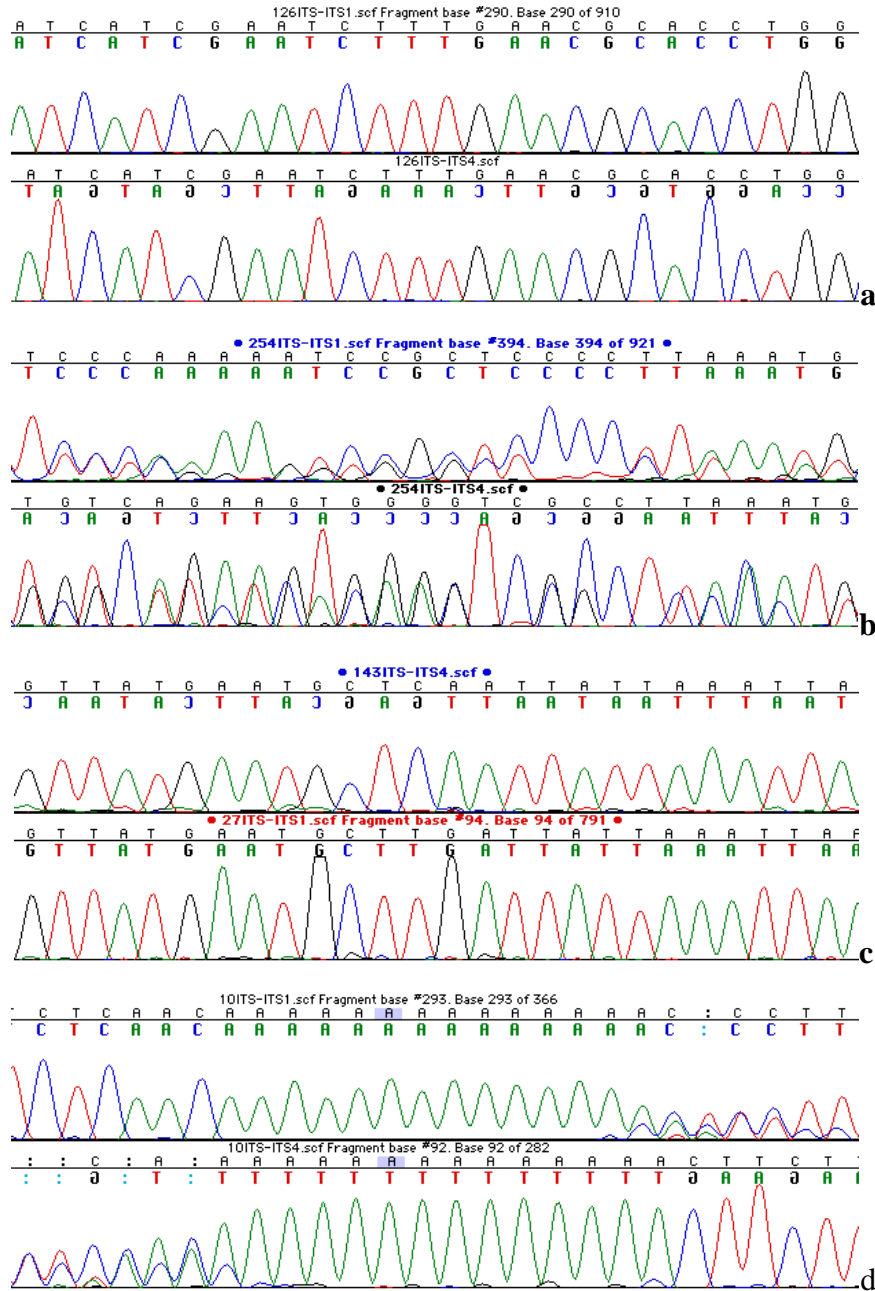 126ITS-ITS1.scf Fragment base #290. Base 290 of 910
A T C A T C G A A T C T T T G A A C G C A C C T G G
A T C A T C G A A T C T T T G A A C G C A C C T G G
126ITS-ITS4.scf
A T C A T C G A A T C T T T G A A C G C A C C T G G
T A G T A G C T T A G A A A C T T G C G T G G A C C
a
• 254ITS-ITS1.scf Fragment base #394. Base 394 of 921 •
T C C C A A A A A T C C G C T C C C C T T A A A T G
T C C C A A A A A T C C G C T C C C C T T A A A T G
• 254ITS-ITS4.scf •
T G T C A G A A G T G G G G T C G C C T T A A A T G
A C A G T C T T C A C C C C A G C G G A A T T T A C
b
• 143ITS-ITS4.scf •
G T T A T G A A T G C T C A A T T A T T A A A T T A
C A A T A C T T A C G A G T T A A T A A T T T A A T
• 27ITS-ITS1.scf Fragment base #94. Base 94 of 791 •
G T T A T G A A T G C T T G A T T A T T A A A T T A A
G T T A T G A A T G C T T G A T T A T T A A A T T A A
c
10ITS-ITS1.scf Fragment base #293. Base 293 of 366
C T C A A C A A A A A A A A A A A A A A C : C C T T
C T C A A C A A A A A A A A A A A A A A C : C C T T
10ITS-ITS4.scf Fragment base #92. Base 92 of 282
: : C : A : A A A A A A A A A A A A A A C T T C T T
: : G : T : T T T T T T T T T T T T T T G A A G A A
d